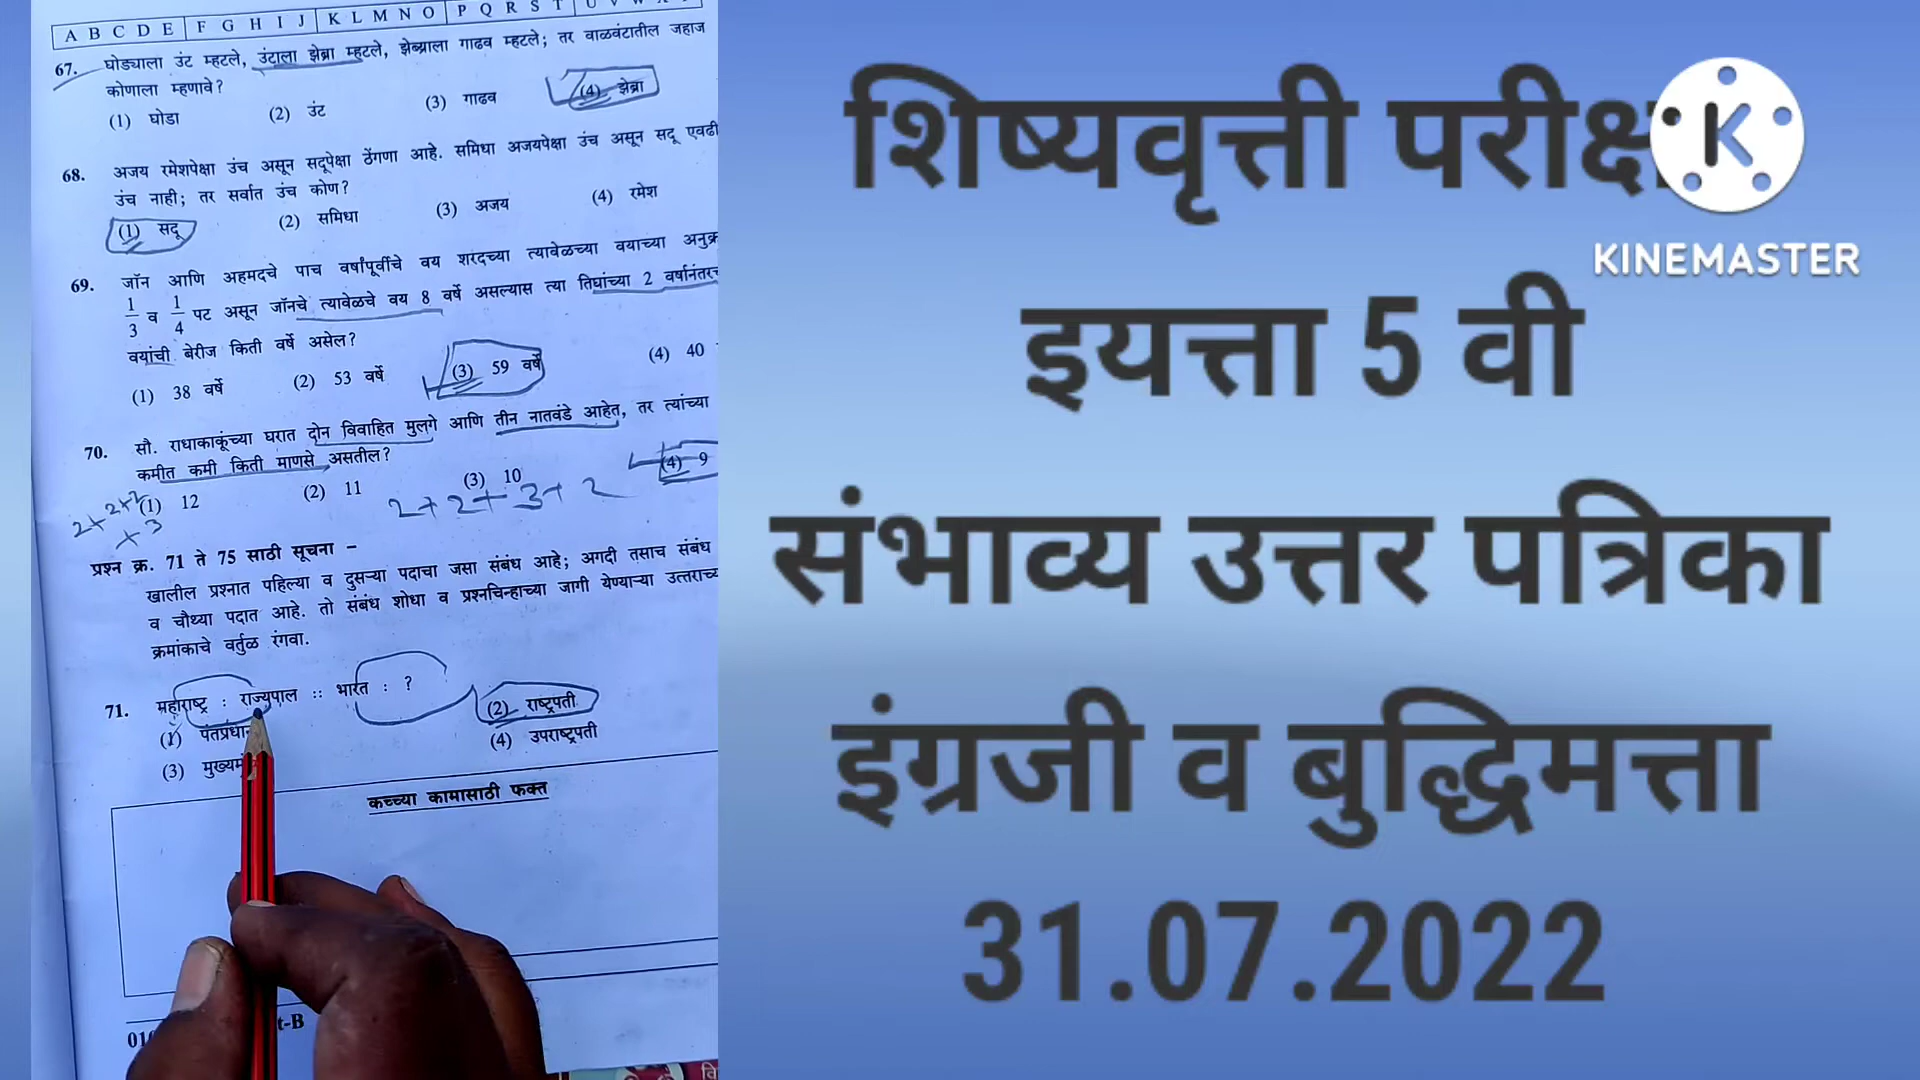 A B C D E F G H I J K L M N O P Q R S T U V W
67. घोड्याला उंट म्हटले, उंटाला झेब्रा म्हटले, झेब्र्याला गाढव म्हटले; तर वाळवंटातील जहाज
कोणाला म्हणावे?
(1) घोडा (2) उंट (3) गाढव (4) झेब्रा
68. अजय रमेशपेक्षा उंच असून सदूपेक्षा ठेंगणा आहे. समिधा अजयपेक्षा उंच असून सदू एवढी
उंच नाही; तर सर्वात उंच कोण?
(1) सदू (2) समिधा (3) अजय (4) रमेश
69. जॉन आणि अहमदचे पाच वर्षांपूर्वीचे वय शरदच्या त्यावेळच्या वयाच्या
1/3 व 1/4 पट असून जॉनचे त्यावेळचे वय 8 वर्षे असल्यास त्या तिघांच्या 2
वयांची बेरीज किती वर्षे असेल?
(1) 38 वर्षे (2) 53 वर्षे (3) 59 वर्षे (4) 40
70. सौ. राधाकाकूंच्या घरात दोन विवाहित मुलगे आणि तीन नातवंडे आहेत, तर त्यांच्या
कमीत कमी किती माणसे असतील?
(1) 12 (2) 11 (3) 10 (4) 9
2+2+3+2
प्रश्न क्र. 71 ते 75 साठी सूचना –
खालील प्रश्नात पहिल्या व दुसऱ्या पदाचा जसा संबंध आहे; अगदी तसाच संबंध
व चौथ्या पदात आहे. तो संबंध शोधा व प्रश्नचिन्हाच्या जागी येणाऱ्या
क्रमांकाचे वर्तुळ रंगवा.
71. महाराष्ट्र : राज्यपाल :: भारत : ?
(1) (2) राष्ट्रपती
(3) (4) उपराष्ट्रपती
कच्च्या कामासाठी फक्त
t-B
शिष्यवृत्ती
इयत्ता 5 वी
संभाव्य उत्तर पत्रिका
इंग्रजी व बुद्धिमत्ता
31.07.2022
K
KINEMASTER